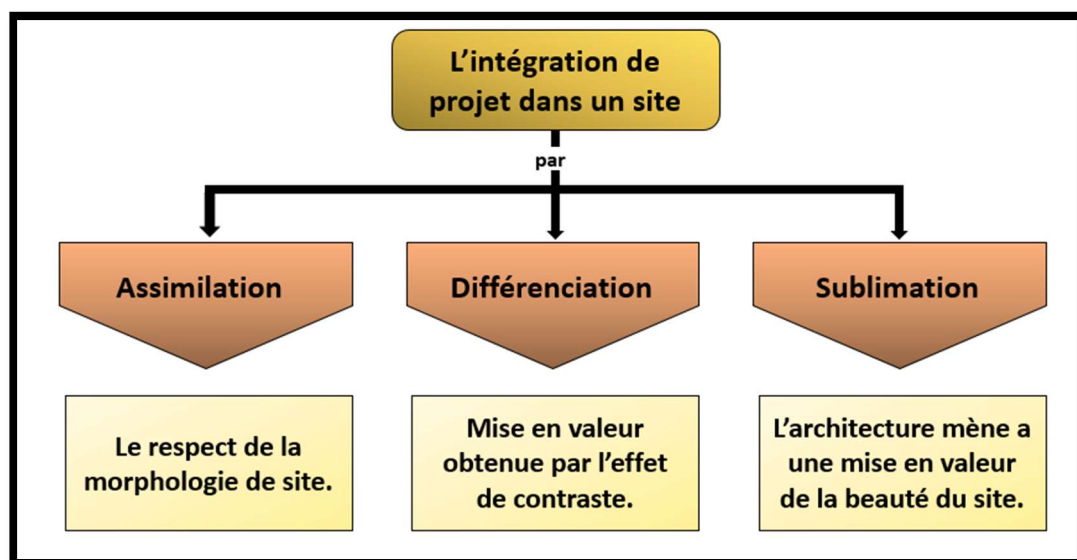 L’intégration de
projet dans un site
par
Assimilation
Différenciation
Sublimation
Le respect de la
morphologie de site.
Mise en valeur
obtenue par l’effet
de contraste.
L’architecture mène a
une mise en valeur
de la beauté du site.